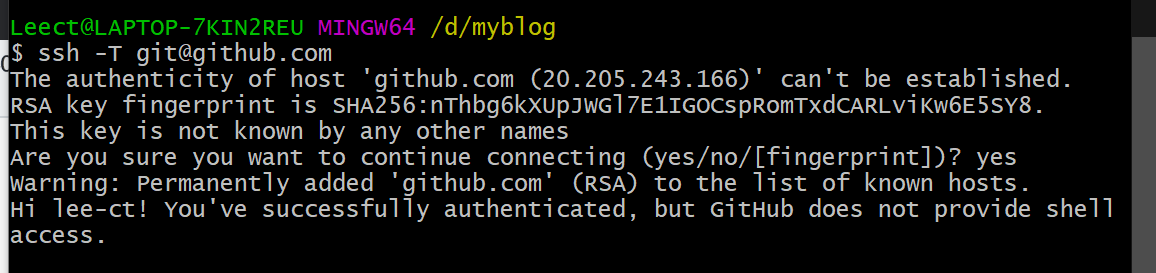 Leect@LAPTOP-7KIN2REU MINGW64 /d/myblog
$ ssh -T git@github.com
The authenticity of host 'github.com (20.205.243.166)' can't be established.
RSA key fingerprint is SHA256:nThbg6kXUpJWGl7E1IGOCspRomTxdCARLviKw6E5SY8.
This key is not known by any other names
Are you sure you want to continue connecting (yes/no/[fingerprint])? yes
Warning: Permanently added 'github.com' (RSA) to the list of known hosts.
Hi lee-ct! You've successfully authenticated, but GitHub does not provide shell
access.